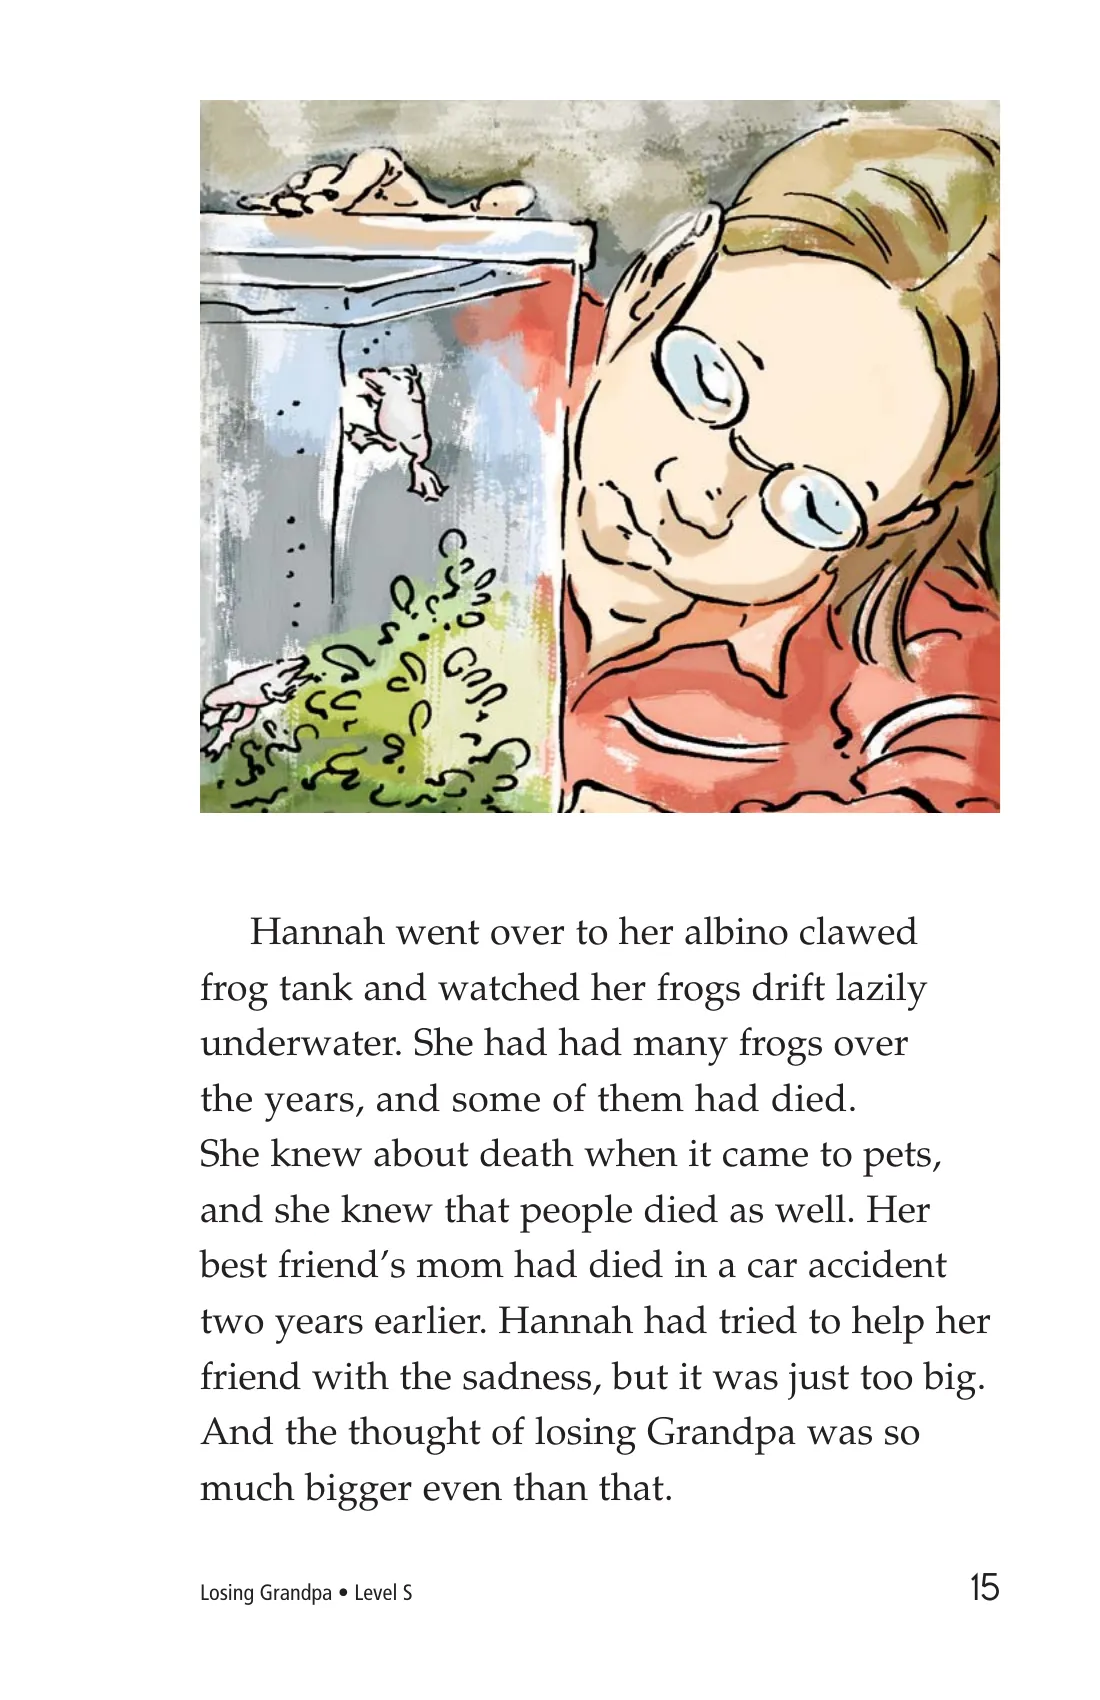 Hannah went over to her albino clawed
frog tank and watched her frogs drift lazily
underwater. She had had many frogs over
the years, and some of them had died.
She knew about death when it came to pets,
and she knew that people died as well. Her
best friend’s mom had died in a car accident
two years earlier. Hannah had tried to help her
friend with the sadness, but it was just too big.
And the thought of losing Grandpa was so
much bigger even than that.
Losing Grandpa • Level S 15